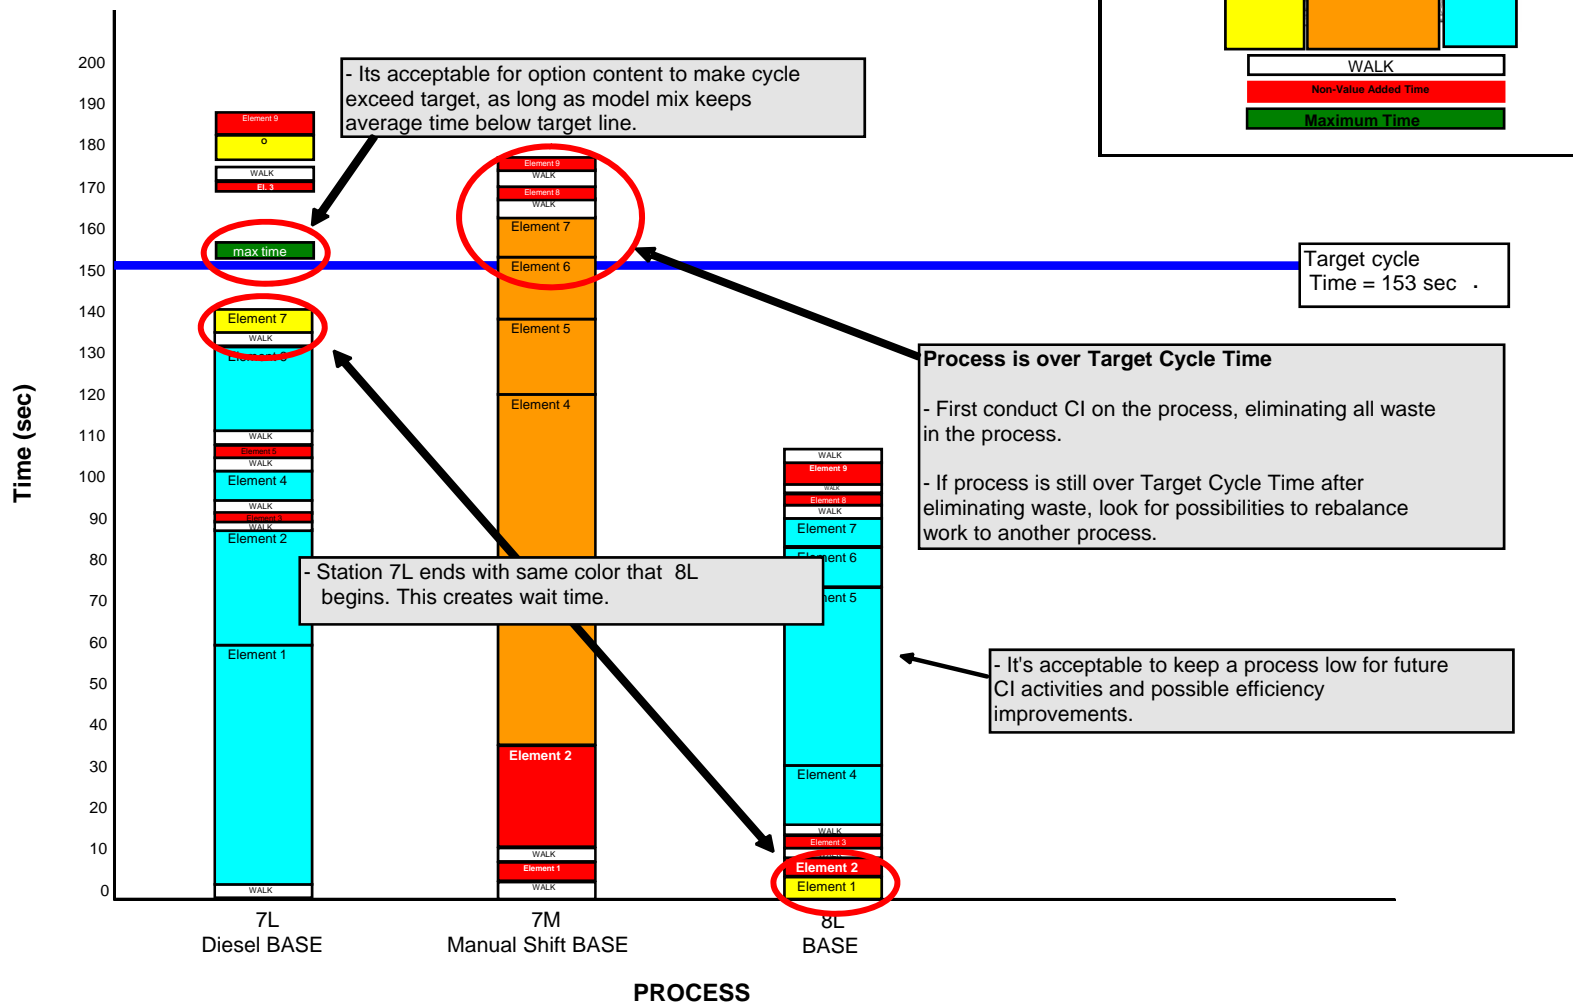 WALK
Non-Value Added Time
Maximum Time
- Its acceptable for option content to make cycle
exceed target, as long as model mix keeps
average time below target line.
Time (sec)
200
190
180
170
160
150
140
130
120
110
100
90
80
70
60
50
40
30
20
10
0
Element 9
o
WALK
El. 3
max time
Element 7
WALK
WALK
Element 5
WALK
Element 4
WALK
WALK
Element 2
Element 1
WALK
Element 9
WALK
Element 8
WALK
Element 7
Element 6
Element 5
Element 4
Element 2
WALK
Element 1
WALK
Target cycle
Time = 153 sec .
Process is over Target Cycle Time
- First conduct CI on the process, eliminating all waste
in the process.
- If process is still over Target Cycle Time after
eliminating waste, look for possibilities to rebalance
work to another process.
- Station 7L ends with same color that 8L
begins. This creates wait time.
WALK
Element 9
WALK
Element 8
WALK
Element 7
Element 6
Element 4
WALK
Element 3
Element 2
Element 1
- It's acceptable to keep a process low for future
CI activities and possible efficiency
improvements.
7L
Diesel BASE
7M
Manual Shift BASE
8L
BASE
PROCESS